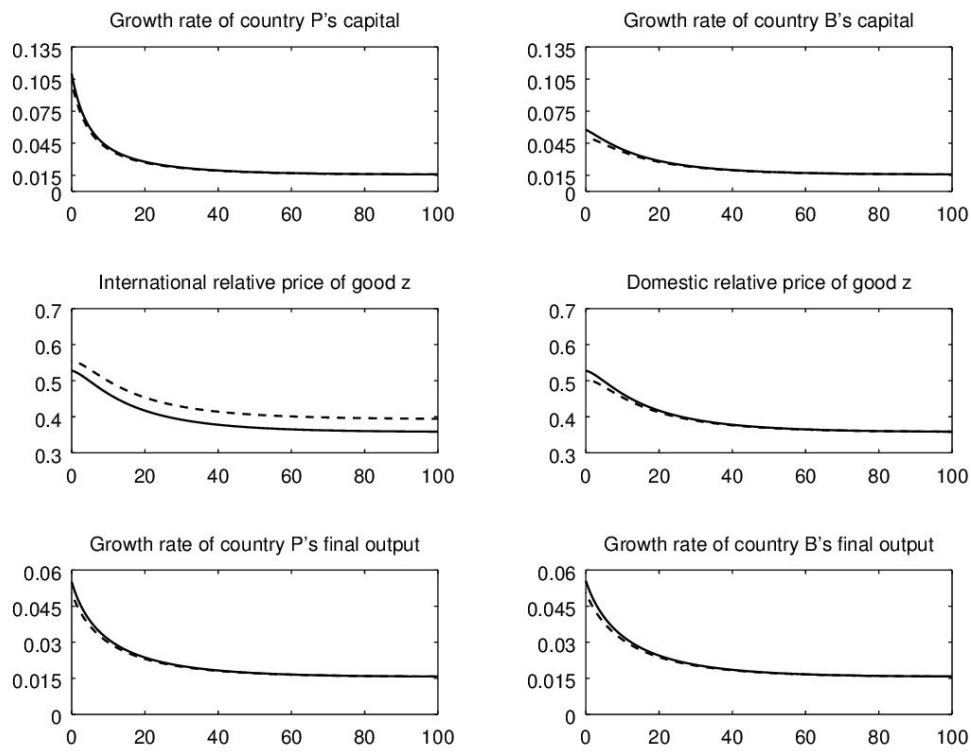 Growth rate of country P's capital
0.135
0.105
0.075
0.045
0.015
0
0 20 40 60 80 100
Growth rate of country B's capital
0.135
0.105
0.075
0.045
0.015
0
0 20 40 60 80 100
International relative price of good z
0.7
0.6
0.5
0.4
0.3
0 20 40 60 80 100
Domestic relative price of good z
0.7
0.6
0.5
0.4
0.3
0 20 40 60 80 100
Growth rate of country P's final output
0.06
0.045
0.03
0.015
0
0 20 40 60 80 100
Growth rate of country B's final output
0.06
0.045
0.03
0.015
0
0 20 40 60 80 100